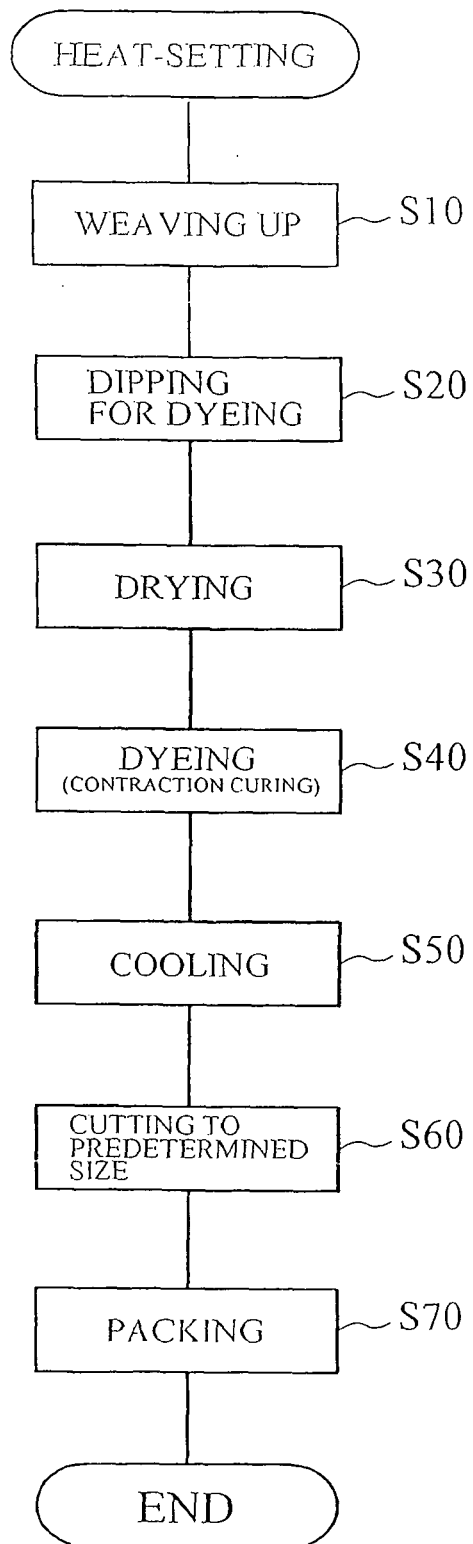 HEAT-SETTING
WEAVING UP
S10
DIPPING
FOR DYEING
S20
DRYING
S30
DYEING
(CONTRACTION CURING)
S40
COOLING
S50
CUTTING TO
PREDETERMINED
SIZE
S60
PACKING
S70
END